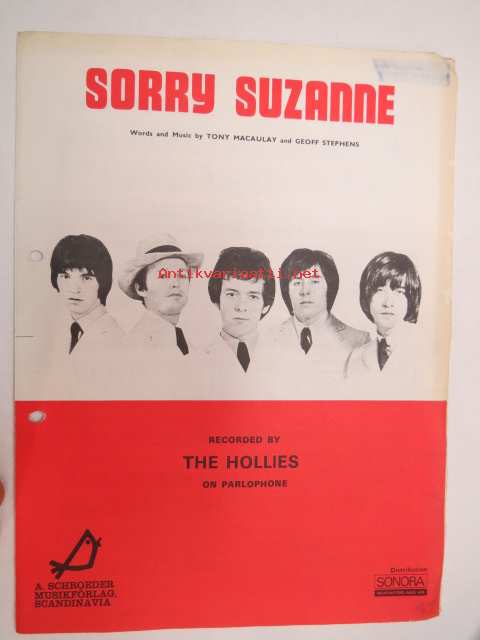 SORRY SUZANNE
Words and Music by TONY MACAULAY and GEOFF STEPHENS
Antikvariaatti.net
RECORDED BY
THE HOLLIES
ON PARLOPHONE
A. SCHROEDER
MUSIKFÖRLAG,
SCANDINAVIA
Distribution
SONORA